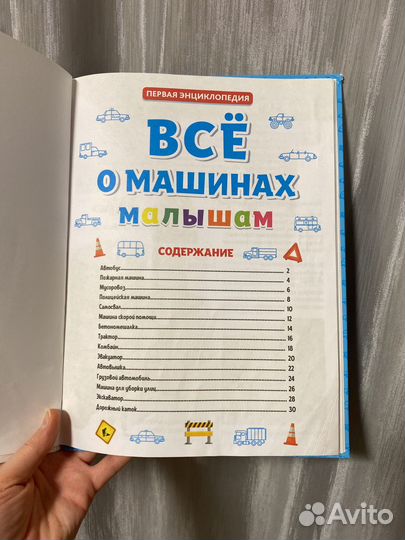 ПЕРВАЯ ЭНЦИКЛОПЕДИЯ
ВСЁ
О МАШИНАХ
малышам
СОДЕРЖАНИЕ
Автобус 2
Пожарная машина 4
Мусоровоз 6
Полицейская машина 8
Самосвал 10
Машина скорой помощи 12
Бетономешалка 14
Трактор 16
Комбайн 18
Эвакуатор 20
Автовышка 22
Грузовой автомобиль 24
Машина для уборки улиц 26
Экскаватор 28
Дорожный каток 30
Avito